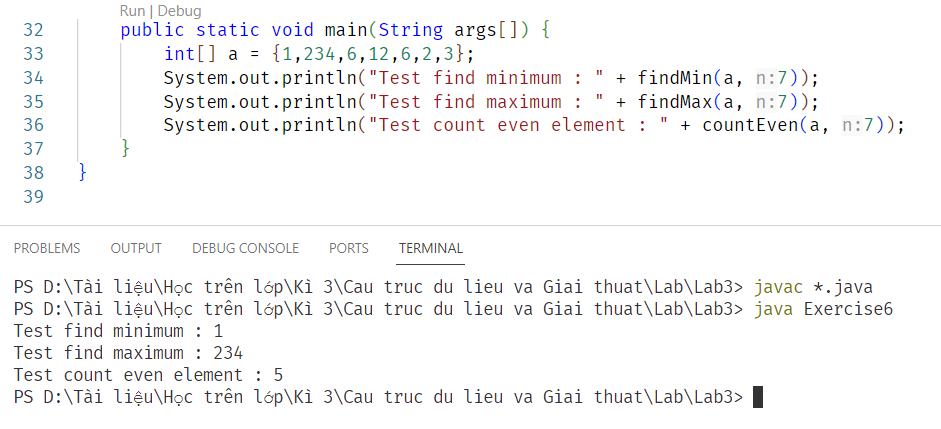 Run | Debug
32 public static void main(String args[]) {
33 int[] a = {1,234,6,12,6,2,3};
34 System.out.println("Test find minimum : " + findMin(a, n:7));
35 System.out.println("Test find maximum : " + findMax(a, n:7));
36 System.out.println("Test count even element : " + countEven(a, n:7));
37 }
38 }
39
PROBLEMS OUTPUT DEBUG CONSOLE PORTS TERMINAL
PS D:\Tài liệu\Học trên lớp\Kì 3\Cau truc du lieu va Giai thuat\Lab\Lab3> javac *.java
PS D:\Tài liệu\Học trên lớp\Kì 3\Cau truc du lieu va Giai thuat\Lab\Lab3> java Exercise6
Test find minimum : 1
Test find maximum : 234
Test count even element : 5
PS D:\Tài liệu\Học trên lớp\Kì 3\Cau truc du lieu va Giai thuat\Lab\Lab3>